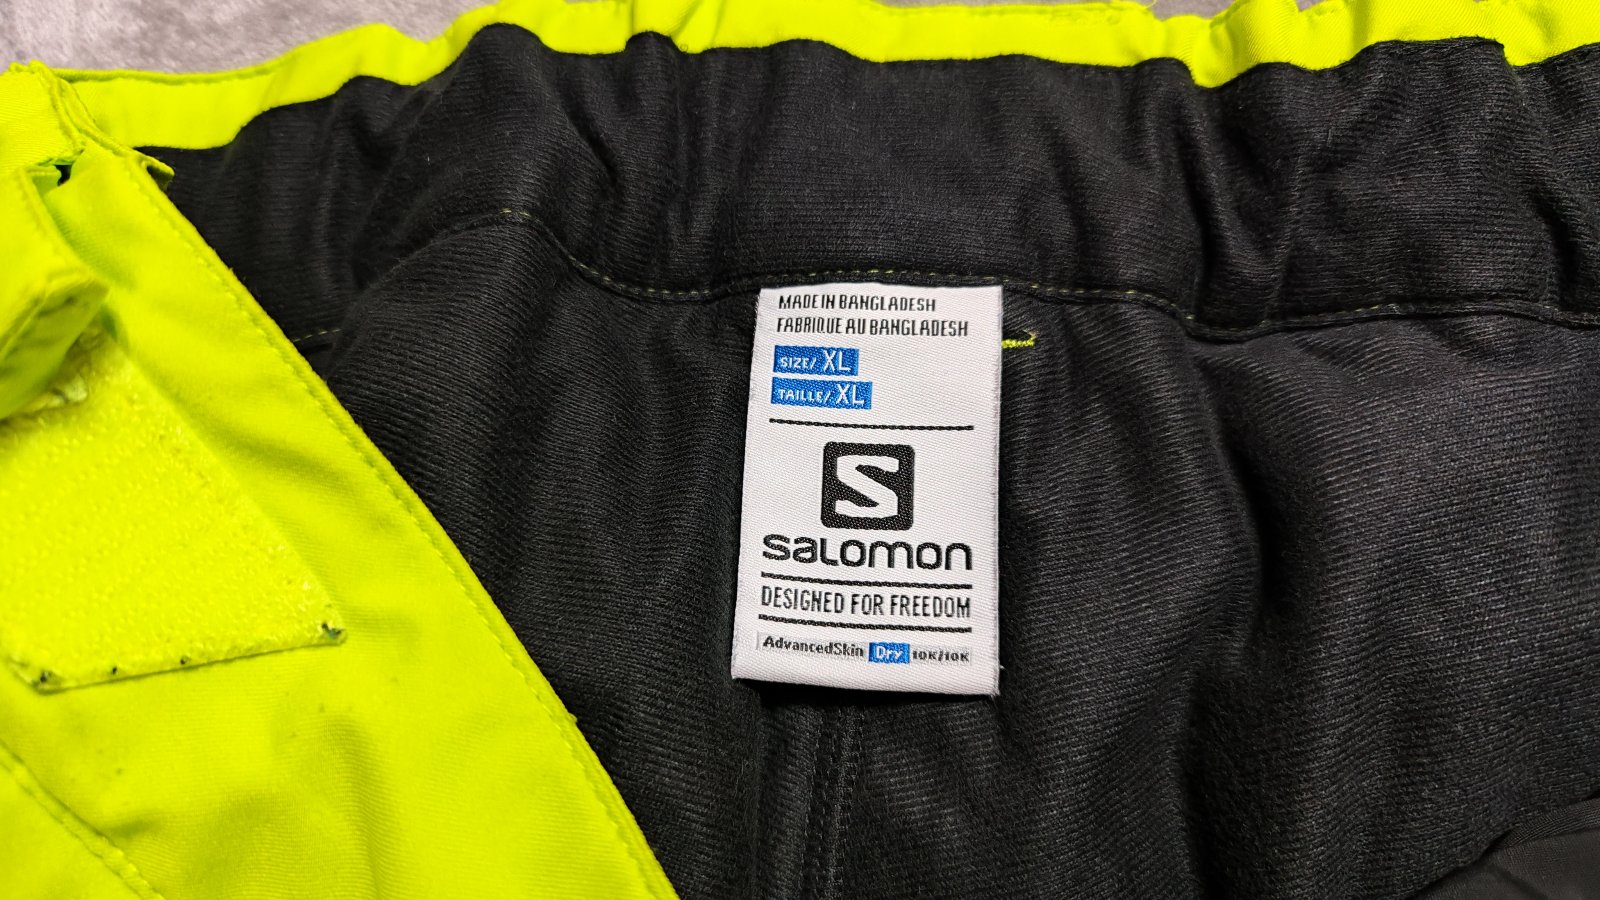 MADE IN BANGLADESH
FABRIQUE AU BANGLADESH
SIZE/ XL
TAILLE/ XL
S
SALOMON
DESIGNED FOR FREEDOM
AdvancedSkin Dry 10K/10K